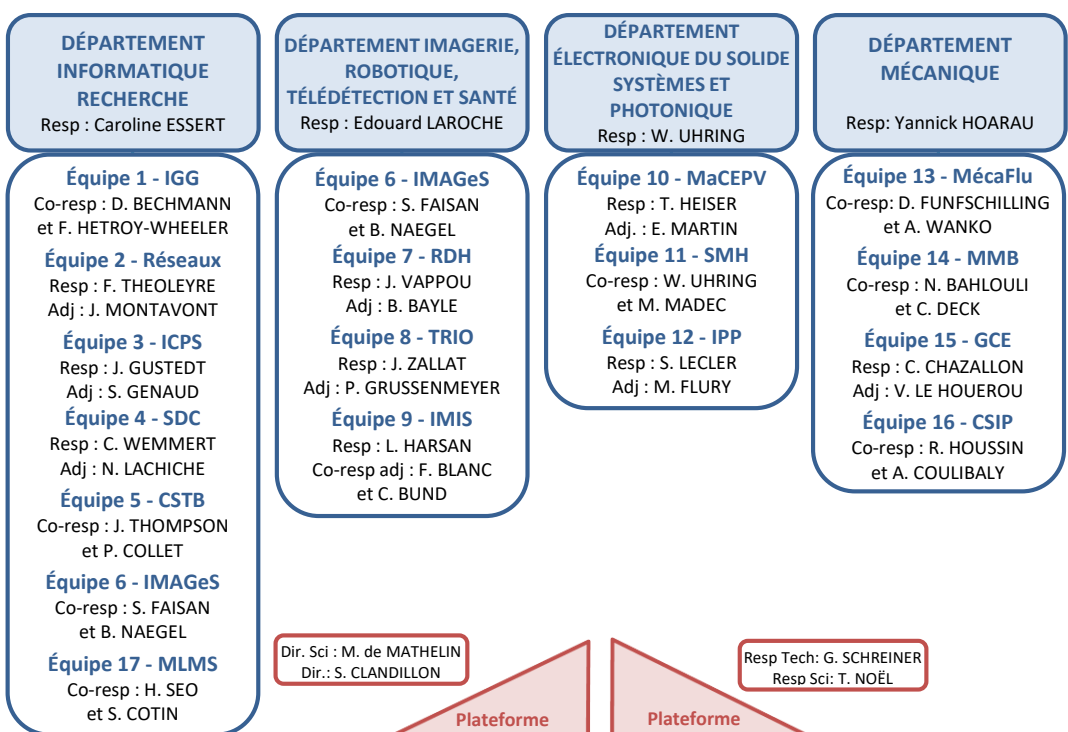 DÉPARTEMENT
INFORMATIQUE
RECHERCHE
Resp : Caroline ESSERT
Équipe 1 - IGG
Co-resp : D. BECHMANN
et F. HETROY-WHEELER
Équipe 2 - Réseaux
Resp : F. THEOLEYRE
Adj : J. MONTAVONT
Équipe 3 - ICPS
Resp : J. GUSTEDT
Adj : S. GENAUD
Équipe 4 - SDC
Resp : C. WEMMERT
Adj : N. LACHICHE
Équipe 5 - CSTB
Co-resp : J. THOMPSON
et P. COLLET
Équipe 6 - IMAGeS
Co-resp : S. FAISAN
et B. NAEGEL
Équipe 17 - MLMS
Co-resp : H. SEO
et S. COTIN
DÉPARTEMENT IMAGERIE,
ROBOTIQUE,
TÉLÉDÉTECTION ET SANTÉ
Resp : Edouard LAROCHE
Équipe 6 - IMAGeS
Co-resp : S. FAISAN
et B. NAEGEL
Équipe 7 - RDH
Resp : J. VAPPOU
Adj : B. BAYLE
Équipe 8 - TRIO
Resp : J. ZALLAT
Adj : P. GRUSSENMEYER
Équipe 9 - IMIS
Resp : L. HARSAN
Co-resp adj : F. BLANC
et C. BUND
DÉPARTEMENT
ÉLECTRONIQUE DU SOLIDE
SYSTÈMES ET
PHOTONIQUE
Resp : W. UHRING
Équipe 10 - MaCEPV
Resp : T. HEISER
Adj. : E. MARTIN
Équipe 11 - SMH
Co-resp : W. UHRING
et M. MADEC
Équipe 12 - IPP
Resp : S. LECLER
Adj : M. FLURY
DÉPARTEMENT
MÉCANIQUE
Resp: Yannick HOARAU
Équipe 13 - MécaFlu
Co-resp: D. FUNFSCHILLING
et A. WANKO
Équipe 14 - MMB
Co-resp : N. BAHLOULI
et C. DECK
Équipe 15 - GCE
Resp : C. CHAZALLON
Adj : V. LE HOUEROU
Équipe 16 - CSIP
Co-resp : R. HOUSSIN
et A. COULIBALY
Dir. Sci : M. de MATHELIN
Dir.: S. CLANDILLON
Plateforme
Resp Tech: G. SCHREINER
Resp Sci: T. NOËL
Plateforme